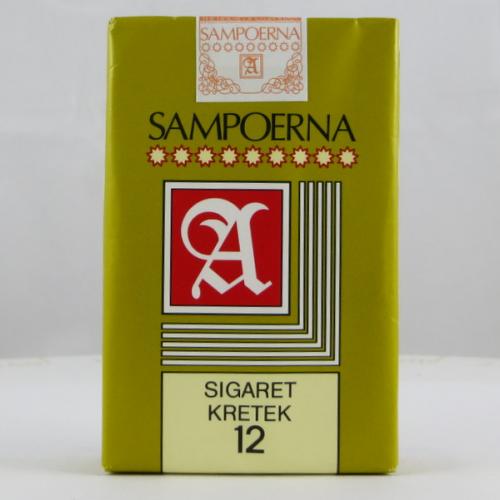 SAMPOERNA
A
SAMPOERNA
A
SIGARET
KRETEK
12